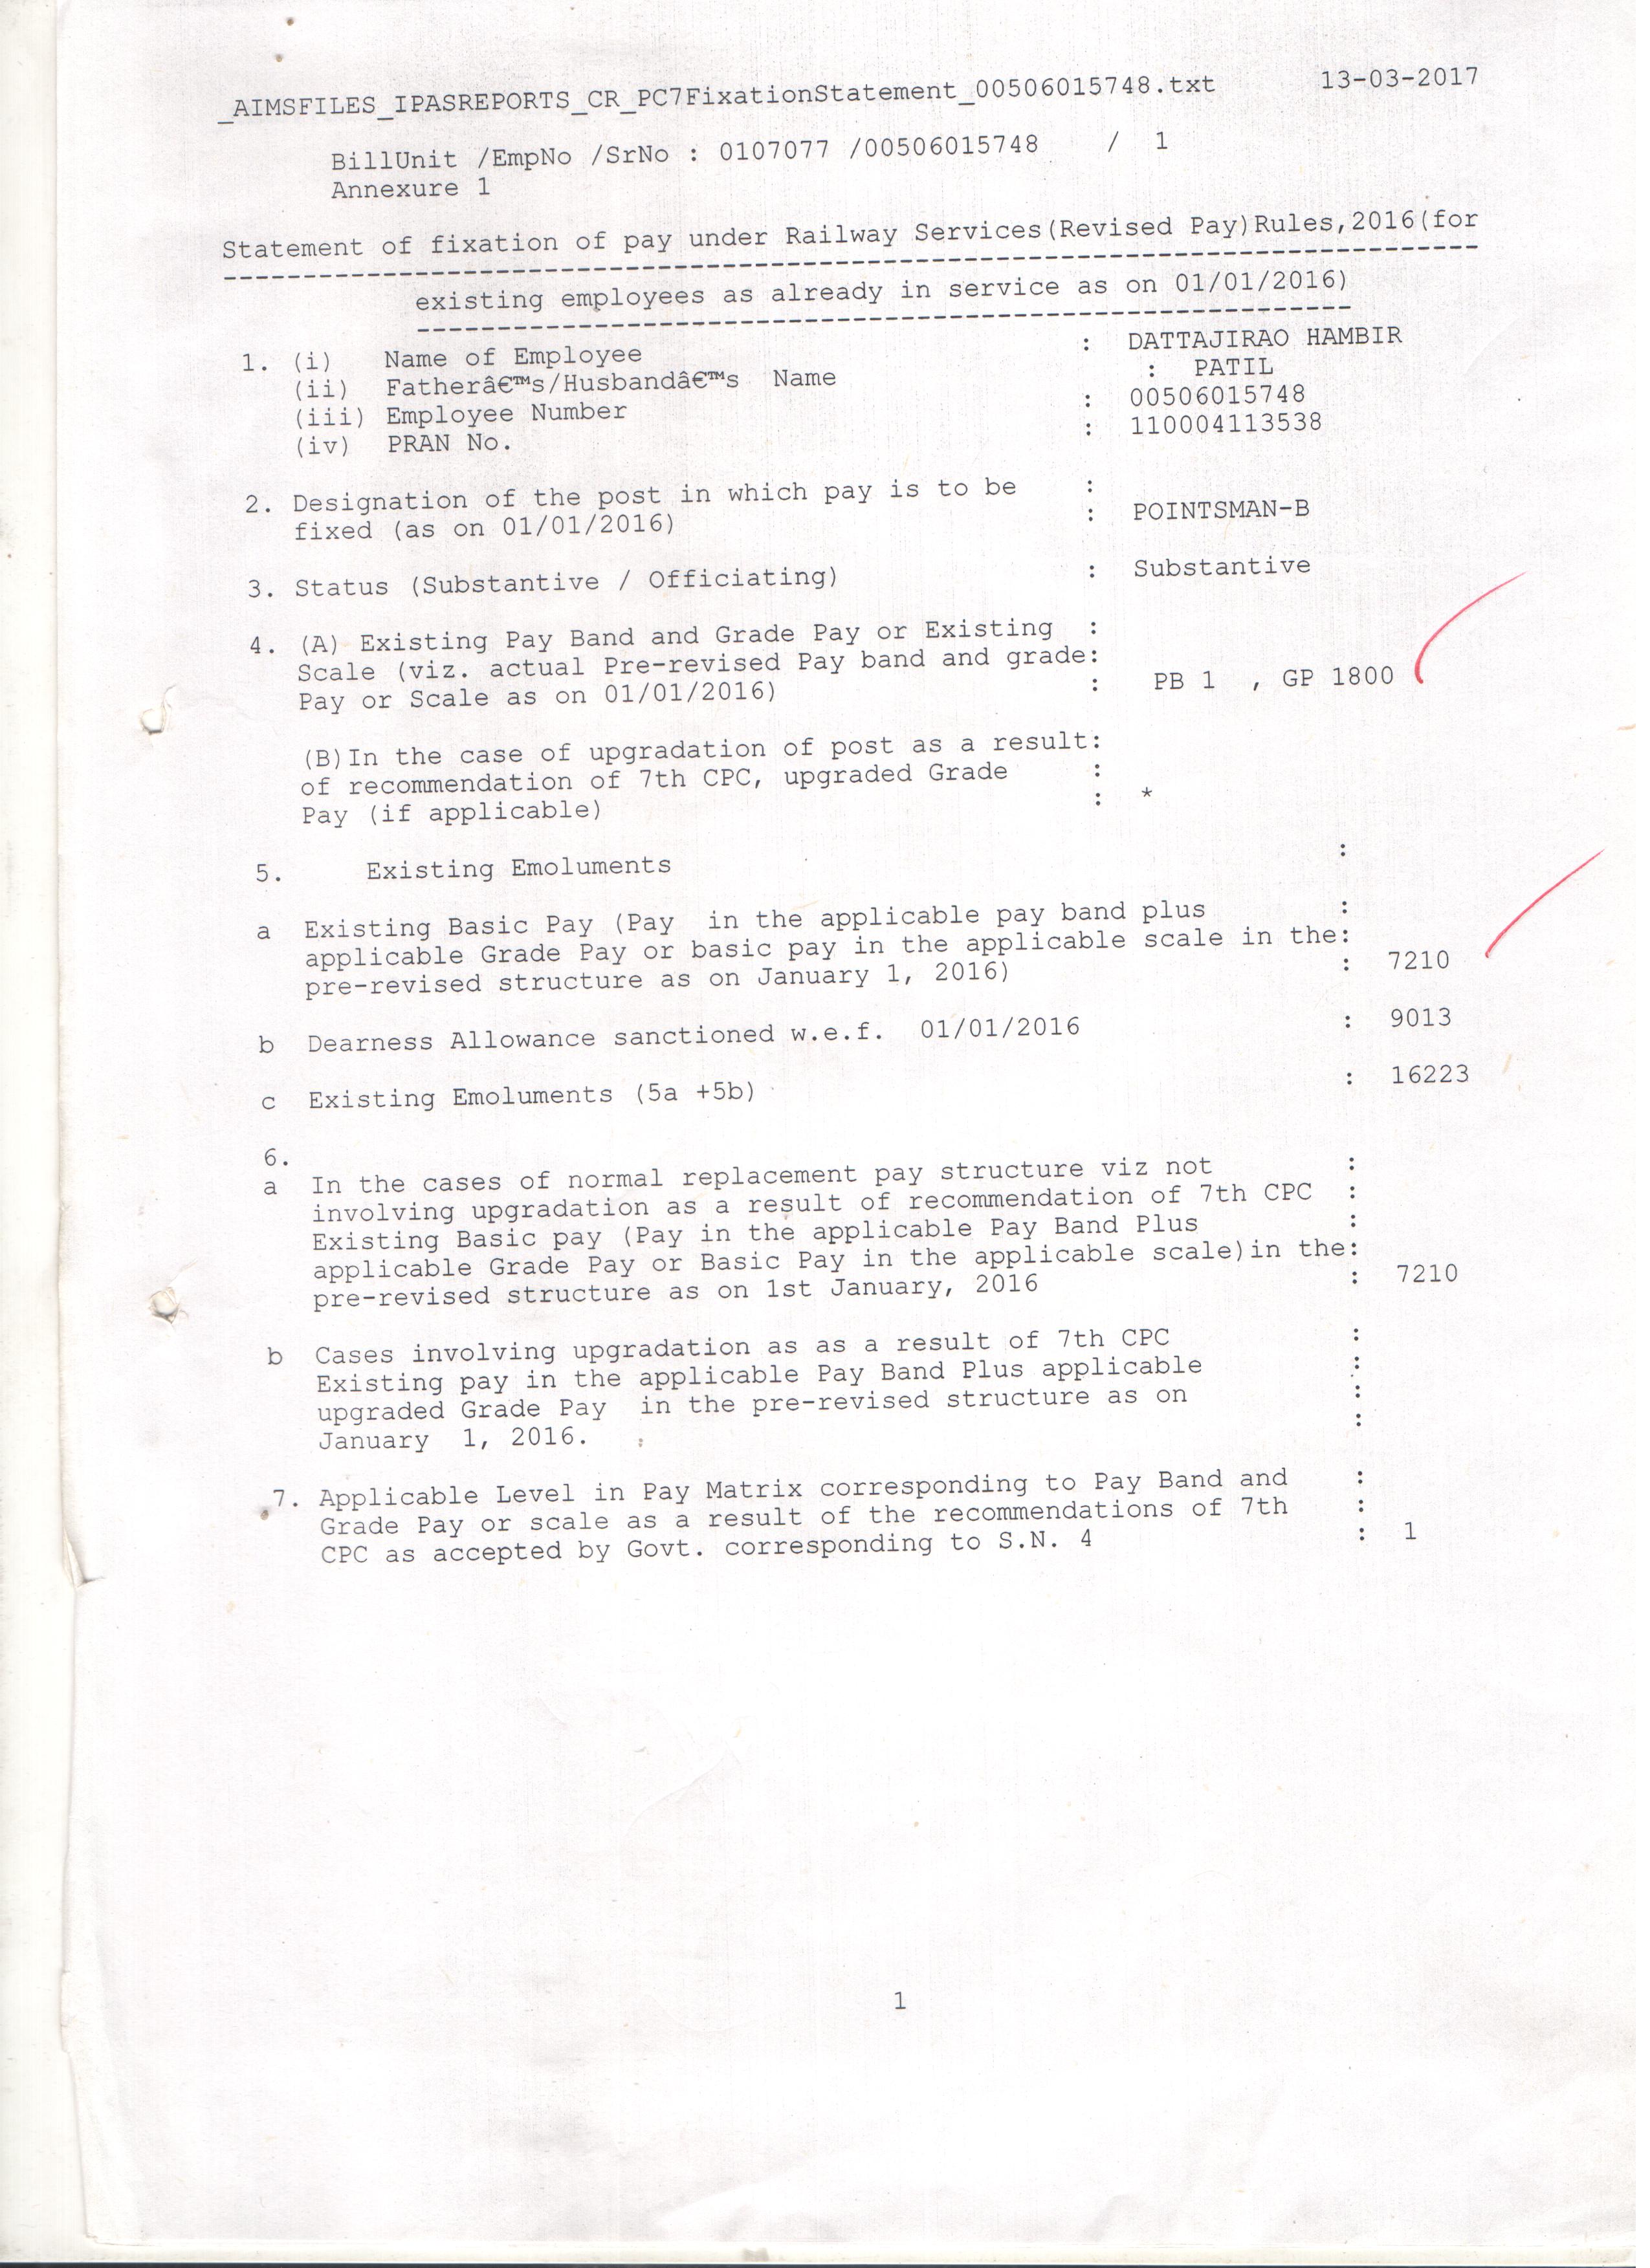 _AIMSFILES_IPASREPORTS_CR_PC7FixationStatement_00506015748.txt 13-03-2017
BillUnit /EmpNo /SrNo : 0107077 /00506015748 / 1
Annexure 1
Statement of fixation of pay under Railway Services(Revised Pay)Rules,2016(for
existing employees as already in service as on 01/01/2016)
1. (i) Name of Employee : DATTAJIRAO HAMBIR
(ii) Fatherâ€™s/Husbandâ€™s Name : PATIL
(iii) Employee Number : 00506015748
(iv) PRAN No. : 110004113538
2. Designation of the post in which pay is to be :
fixed (as on 01/01/2016) : POINTSMAN-B
3. Status (Substantive / Officiating) : Substantive
4. (A) Existing Pay Band and Grade Pay or Existing :
Scale (viz. actual Pre-revised Pay band and grade:
Pay or Scale as on 01/01/2016) : PB 1 , GP 1800
(B)In the case of upgradation of post as a result:
of recommendation of 7th CPC, upgraded Grade :
Pay (if applicable) : *
5. Existing Emoluments :
a Existing Basic Pay (Pay in the applicable pay band plus :
applicable Grade Pay or basic pay in the applicable scale in the:
pre-revised structure as on January 1, 2016) : 7210
b Dearness Allowance sanctioned w.e.f. 01/01/2016 : 9013
c Existing Emoluments (5a +5b) : 16223
6.
a In the cases of normal replacement pay structure viz not :
involving upgradation as a result of recommendation of 7th CPC :
Existing Basic pay (Pay in the applicable Pay Band Plus :
applicable Grade Pay or Basic Pay in the applicable scale)in the:
pre-revised structure as on 1st January, 2016 : 7210
b Cases involving upgradation as as a result of 7th CPC :
Existing pay in the applicable Pay Band Plus applicable :
upgraded Grade Pay in the pre-revised structure as on :
January 1, 2016. :
7. Applicable Level in Pay Matrix corresponding to Pay Band and :
Grade Pay or scale as a result of the recommendations of 7th :
CPC as accepted by Govt. corresponding to S.N. 4 : 1
1